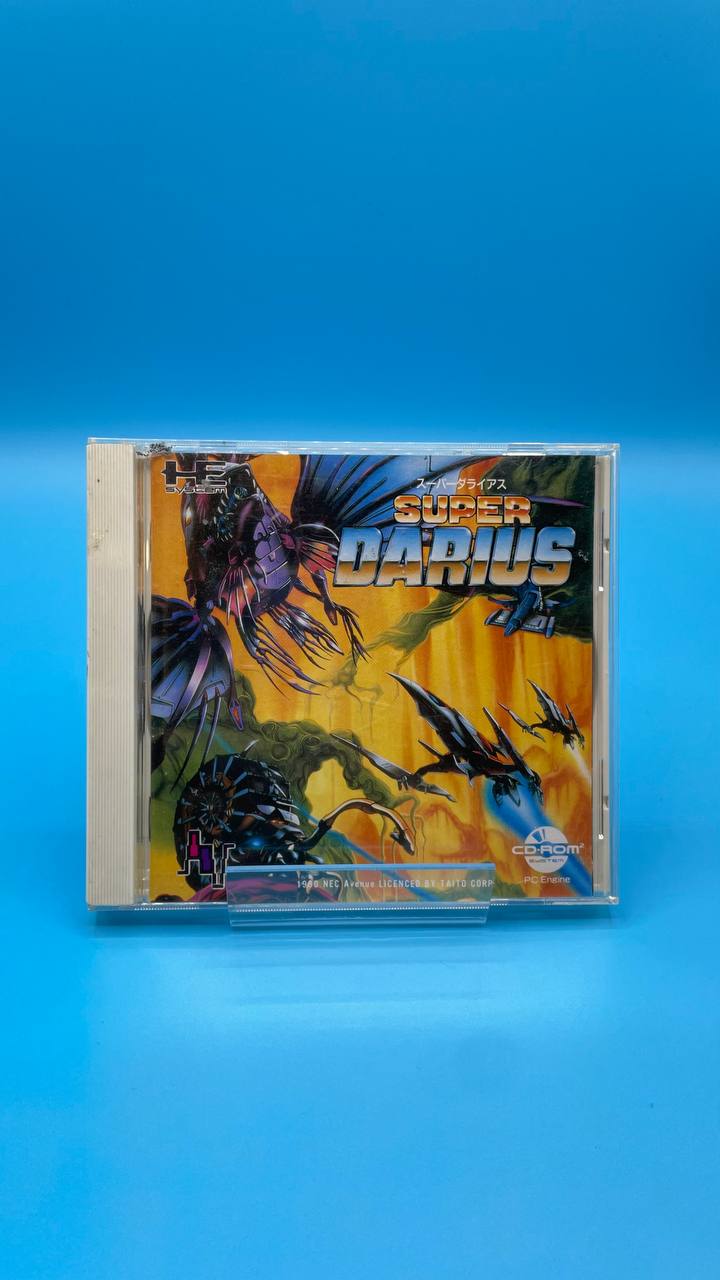 HE
SYSTEM
スーパーダライアス
SUPER
DARIUS
CD-ROM²
SYSTEM
PC Engine
1990 NEC Avenue LICENCED BY TAITO CORP